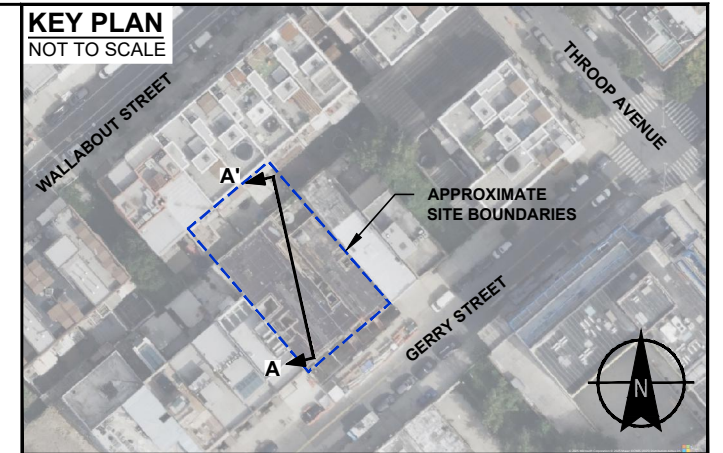 KEY PLAN
NOT TO SCALE
WALLABOUT STREET
THROOP AVENUE
A'
APPROXIMATE
SITE BOUNDARIES
GERRY STREET
A
N